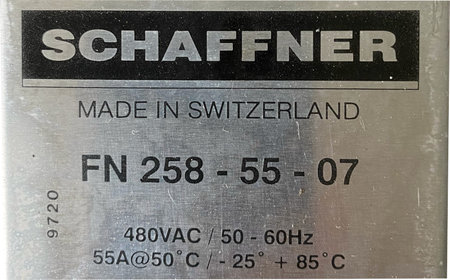 SCHAFFNER
MADE IN SWITZERLAND
FN 258 - 55 - 07
9720
480VAC / 50 - 60Hz
55A@50°C / - 25° + 85°C